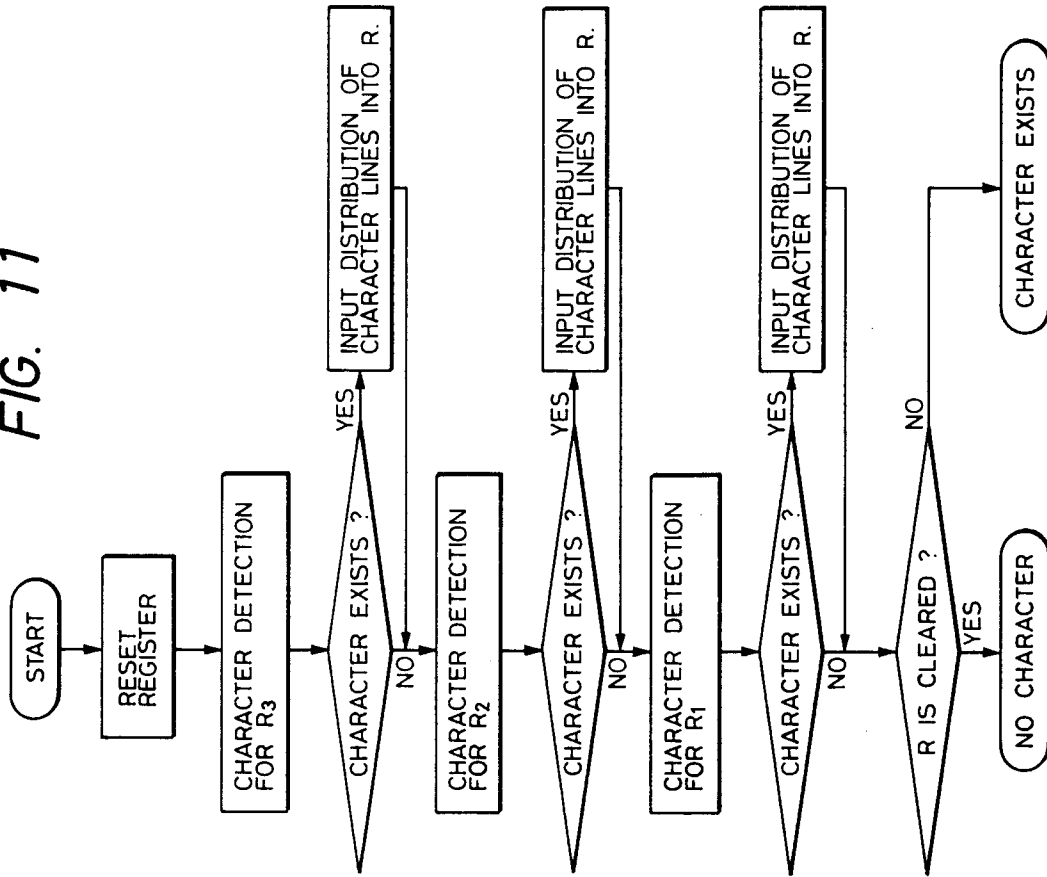 FIG. 11
START
RESET
REGISTER
CHARACTER DETECTION
FOR R3
CHARACTER EXISTS ?
YES
INPUT DISTRIBUTION OF
CHARACTER LINES INTO R.
NO
CHARACTER DETECTION
FOR R2
CHARACTER EXISTS ?
YES
INPUT DISTRIBUTION OF
CHARACTER LINES INTO R.
NO
CHARACTER DETECTION
FOR R1
CHARACTER EXISTS ?
YES
INPUT DISTRIBUTION OF
CHARACTER LINES INTO R.
NO
R IS CLEARED ?
NO
YES
NO CHARACTER
CHARACTER EXISTS